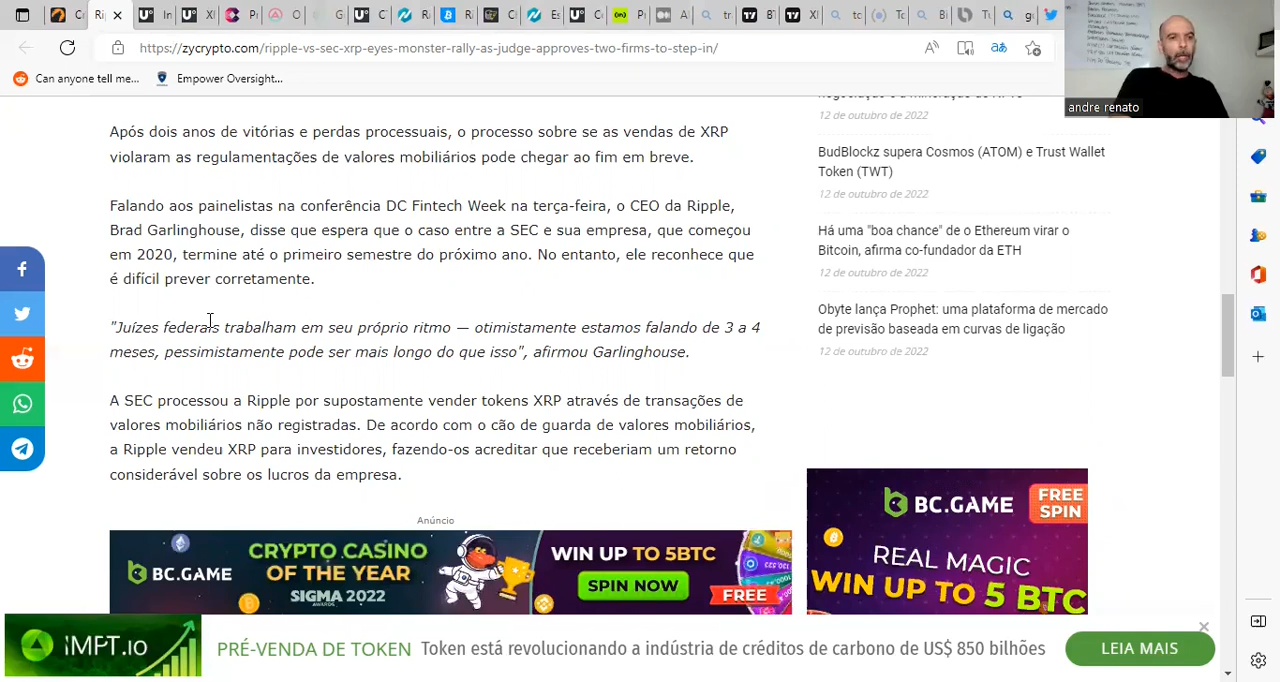 https://zycrypto.com/ripple-vs-sec-xrp-eyes-monster-rally-as-judge-approves-two-firms-to-step-in/
Can anyone tell me...
Empower Oversight...
andre renato
Após dois anos de vitórias e perdas processuais, o processo sobre se as vendas de XRP
violaram as regulamentações de valores mobiliários pode chegar ao fim em breve.
Falando aos painelistas na conferência DC Fintech Week na terça-feira, o CEO da Ripple,
Brad Garlinghouse, disse que espera que o caso entre a SEC e sua empresa, que começou
em 2020, termine até o primeiro semestre do próximo ano. No entanto, ele reconhece que
é difícil prever corretamente.
"Juízes federais trabalham em seu próprio ritmo — otimistamente estamos falando de 3 a 4
meses, pessimistamente pode ser mais longo do que isso", afirmou Garlinghouse.
A SEC processou a Ripple por supostamente vender tokens XRP através de transações de
valores mobiliários não registradas. De acordo com o cão de guarda de valores mobiliários,
a Ripple vendeu XRP para investidores, fazendo-os acreditar que receberiam um retorno
considerável sobre os lucros da empresa.
12 de outubro de 2022
BudBlockz supera Cosmos (ATOM) e Trust Wallet
Token (TWT)
12 de outubro de 2022
Há uma "boa chance" de o Ethereum virar o
Bitcoin, afirma co-fundador da ETH
12 de outubro de 2022
Obyte lança Prophet: uma plataforma de mercado
de previsão baseada em curvas de ligação
12 de outubro de 2022
Anúncio
BC.GAME
CRYPTO CASINO
OF THE YEAR
SIGMA 2022
AWARDS
WIN UP TO 5BTC
SPIN NOW
FREE
BC.GAME
FREE
SPIN
REAL MAGIC
WIN UP TO 5 BTC
IMPT.io
PRÉ-VENDA DE TOKEN
Token está revolucionando a indústria de créditos de carbono de US$ 850 bilhões
LEIA MAIS